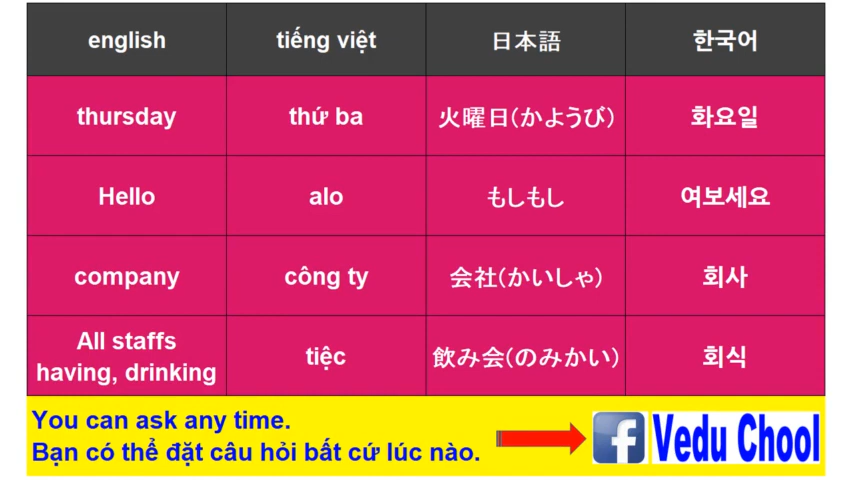 english tiếng việt 日本語 한국어
thursday thứ ba 火曜日(かようび) 화요일
Hello alo もしもし 여보세요
company công ty 会社(かいしゃ) 회사
All staffs
having, drinking tiệc 飲み会(のみかい) 회식
You can ask any time.
Bạn có thể đặt câu hỏi bất cứ lúc nào.
f Vedu Chool